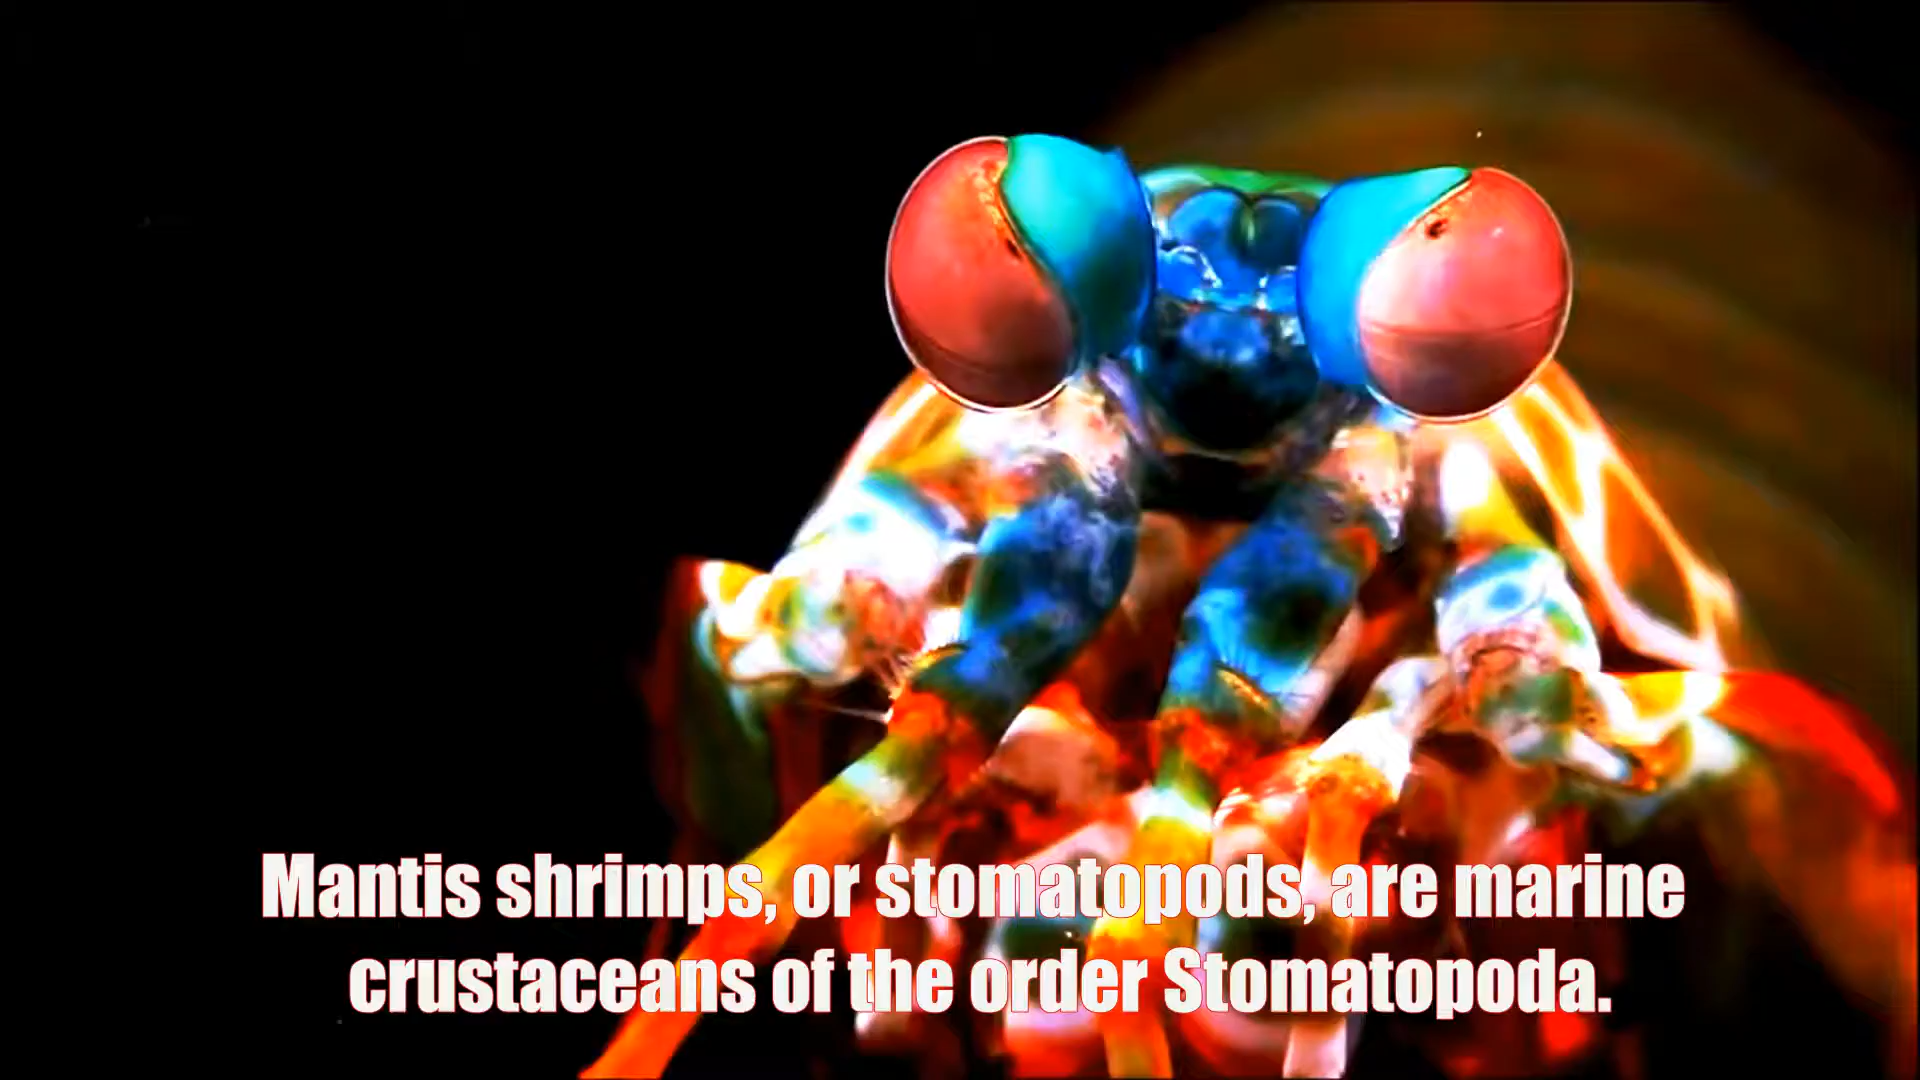 Mantis shrimps, or stomatopods, are marine
crustaceans of the order Stomatopoda.